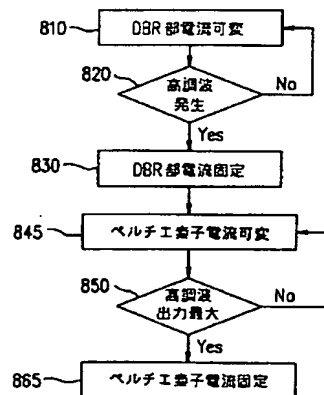 810
DBR部電流可変
820
高調波
発生
No
Yes
830
DBR部電流固定
845
ペルチエ素子電流可変
850
高調波
出力最大
No
Yes
865
ペルチエ素子電流固定